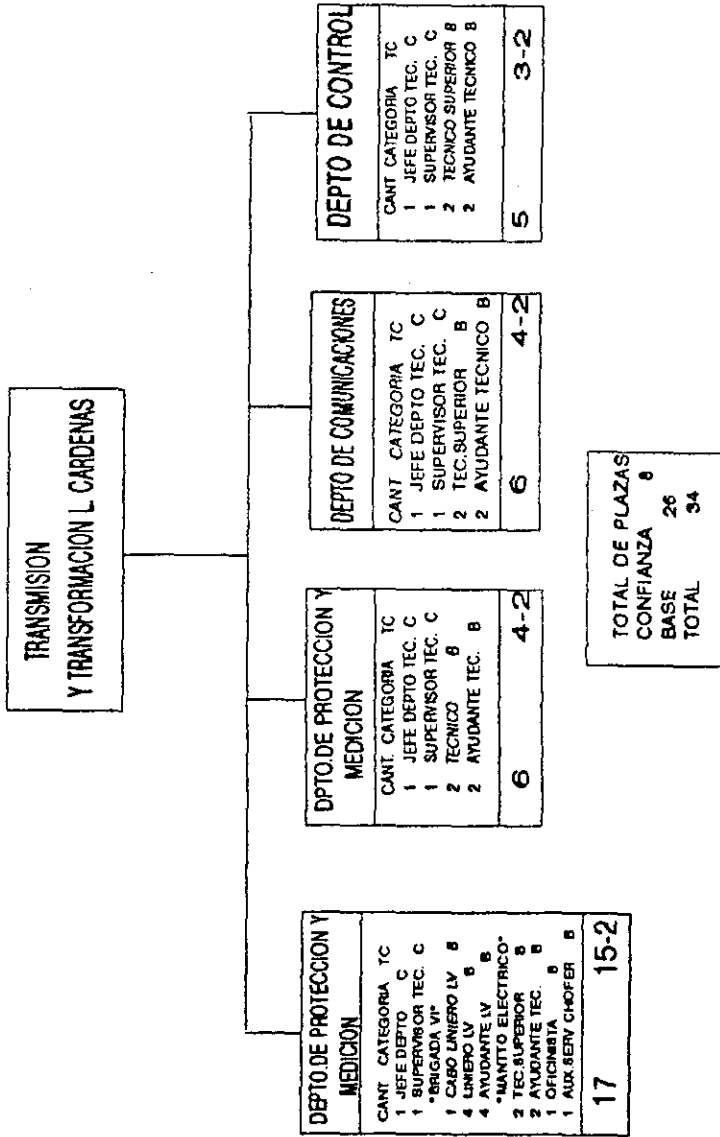 TRANSMISION
Y TRANSFORMACION L. CARDENAS
DEPTO.DE PROTECCION Y
MEDICION
CANT CATEGORIA TC
1 JEFE DEPTO C
1 SUPERVISOR TEC. C
"BRIGADA VI"
1 CABO LINIERO LV B
4 LINIERO LV B
4 AYUDANTE LV B
"MANTTO ELECTRICO"
2 TEC.SUPERIOR B
2 AYUDANTE TEC. B
1 OFICINISTA B
1 AUX.SERV CHOFER B
17 15-2
DPTO.DE PROTECCION Y
MEDICION
CANT. CATEGORIA TC
1 JEFE DEPTO TEC. C
1 SUPERVISOR TEC. C
2 TECNICO B
2 AYUDANTE TEC. B
6 4-2
DEPTO DE COMUNICACIONES
CANT CATEGORIA TC
1 JEFE DEPTO TEC. C
1 SUPERVISOR TEC. C
2 TEC.SUPERIOR B
2 AYUDANTE TECNICO B
6 4-2
DEPTO DE CONTROL
CANT CATEGORIA TC
1 JEFE DEPTO TEC. C
1 SUPERVISOR TEC. C
2 TECNICO SUPERIOR B
2 AYUDANTE TECNICO B
5 3-2
TOTAL DE PLAZAS
CONFIANZA 8
BASE 26
TOTAL 34